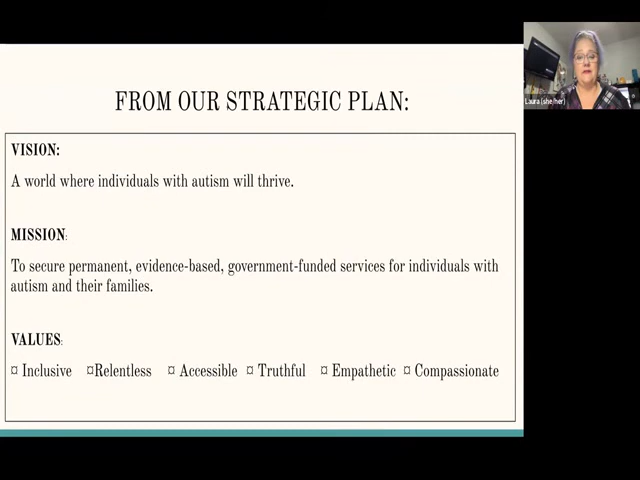 FROM OUR STRATEGIC PLAN:
VISION:
A world where individuals with autism will thrive.
MISSION:
To secure permanent, evidence-based, government-funded services for individuals with
autism and their families.
VALUES:
¤ Inclusive ¤Relentless ¤ Accessible ¤ Truthful ¤ Empathetic ¤ Compassionate
Laura (she/her)